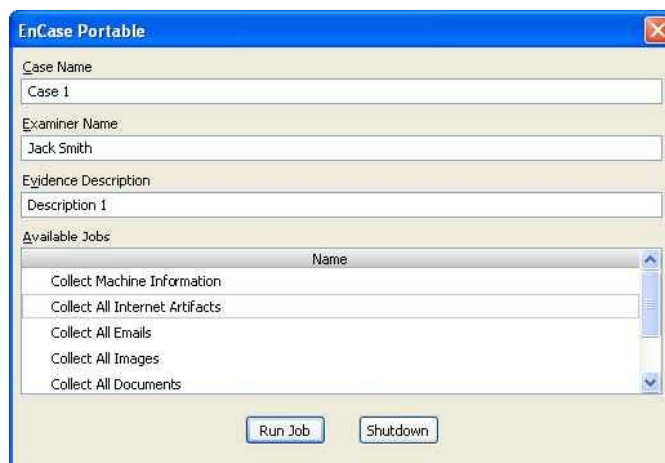 EnCase Portable
Case Name
Case 1
Examiner Name
Jack Smith
Evidence Description
Description 1
Available Jobs
Name
Collect Machine Information
Collect All Internet Artifacts
Collect All Emails
Collect All Images
Collect All Documents
Run Job Shutdown